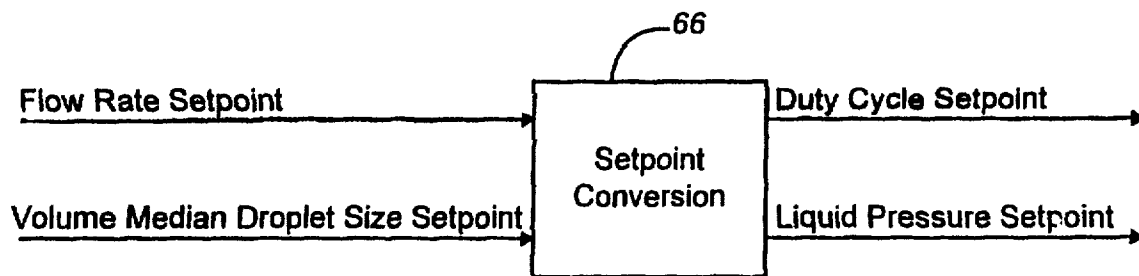 66
Flow Rate Setpoint
Duty Cycle Setpoint
Setpoint
Conversion
Volume Median Droplet Size Setpoint
Liquid Pressure Setpoint